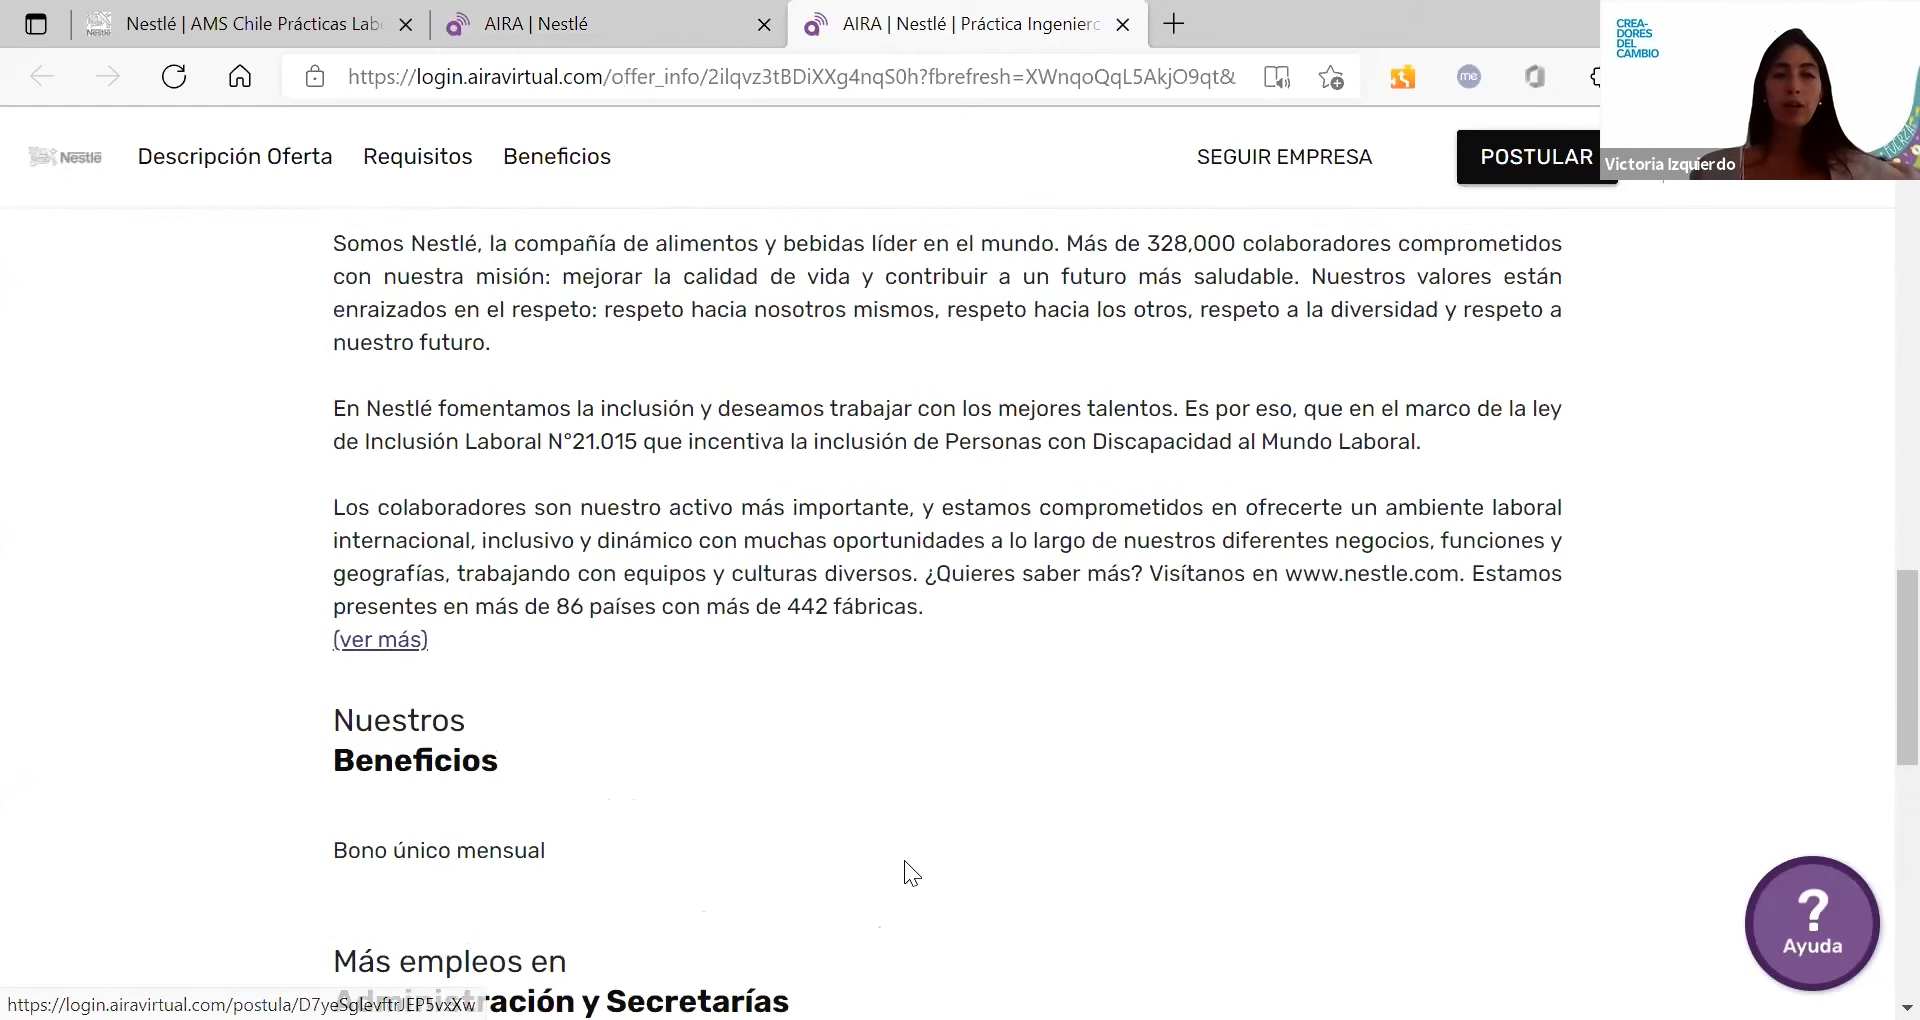 Nestlé | AMS Chile Prácticas Lab
AIRA | Nestlé
AIRA | Nestlé | Práctica Ingenierc
CREA-
DORES
DEL
CAMBIO
https://login.airavirtual.com/offer_info/2ilqvz3tBDiXXg4nqS0h?fbrefresh=XWnqoQqL5AkjO9qt&
me
FUERZA
Nestlé
Descripción Oferta
Requisitos
Beneficios
SEGUIR EMPRESA
POSTULAR
Victoria Izquierdo
Somos Nestlé, la compañía de alimentos y bebidas líder en el mundo. Más de 328,000 colaboradores comprometidos
con nuestra misión: mejorar la calidad de vida y contribuir a un futuro más saludable. Nuestros valores están
enraizados en el respeto: respeto hacia nosotros mismos, respeto hacia los otros, respeto a la diversidad y respeto a
nuestro futuro.
En Nestlé fomentamos la inclusión y deseamos trabajar con los mejores talentos. Es por eso, que en el marco de la ley
de Inclusión Laboral N°21.015 que incentiva la inclusión de Personas con Discapacidad al Mundo Laboral.
Los colaboradores son nuestro activo más importante, y estamos comprometidos en ofrecerte un ambiente laboral
internacional, inclusivo y dinámico con muchas oportunidades a lo largo de nuestros diferentes negocios, funciones y
geografías, trabajando con equipos y culturas diversos. ¿Quieres saber más? Visítanos en www.nestle.com. Estamos
presentes en más de 86 países con más de 442 fábricas.
(ver más)
Nuestros
Beneficios
Bono único mensual
?
Ayuda
Más empleos en
Administración y Secretarías